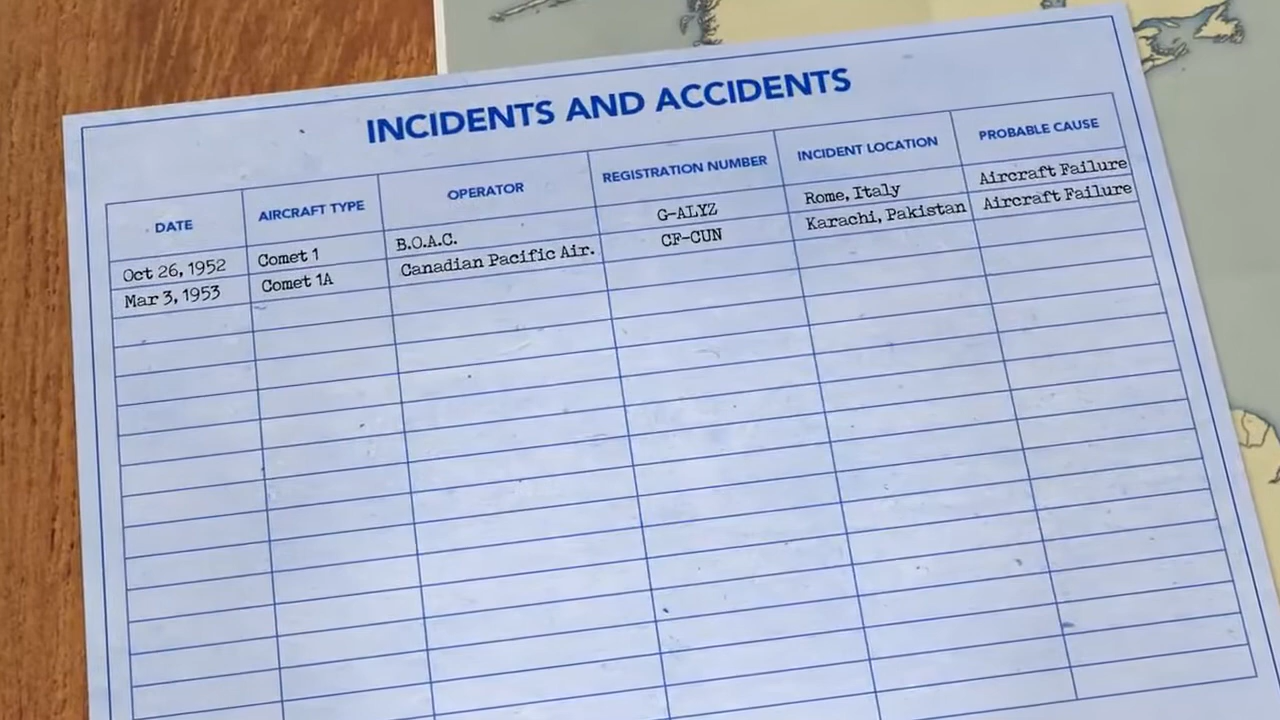 INCIDENTS AND ACCIDENTS
DATE AIRCRAFT TYPE OPERATOR REGISTRATION NUMBER INCIDENT LOCATION PROBABLE CAUSE
Oct 26, 1952 Comet 1 B.O.A.C. G-ALYZ Rome, Italy Aircraft Failure
Mar 3, 1953 Comet 1A Canadian Pacific Air. CF-CUN Karachi, Pakistan Aircraft Failure